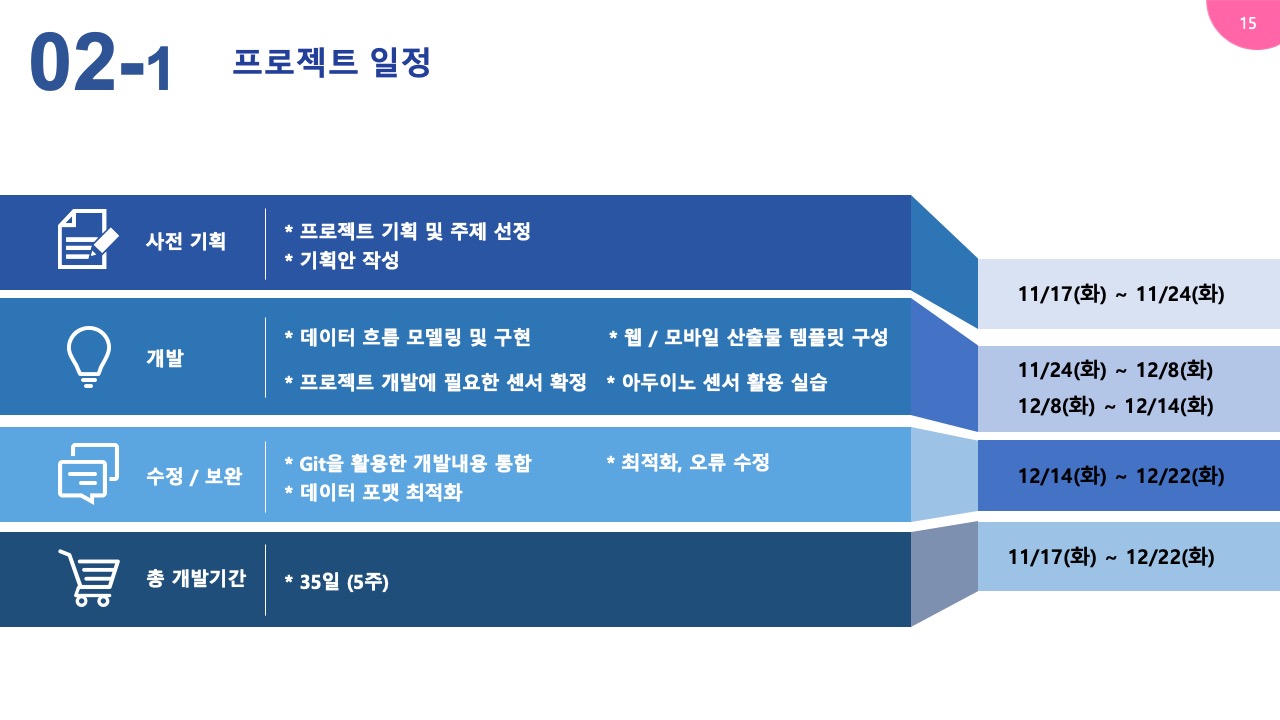 15
02-1 프로젝트 일정
사전 기획
* 프로젝트 기획 및 주제 선정
* 기획안 작성
11/17(화) ~ 11/24(화)
개발
* 데이터 흐름 모델링 및 구현
* 웹 / 모바일 산출물 템플릿 구성
* 프로젝트 개발에 필요한 센서 확정
* 아두이노 센서 활용 실습
11/24(화) ~ 12/8(화)
12/8(화) ~ 12/14(화)
수정 / 보완
* Git을 활용한 개발내용 통합
* 최적화, 오류 수정
* 데이터 포맷 최적화
12/14(화) ~ 12/22(화)
총 개발기간
* 35일 (5주)
11/17(화) ~ 12/22(화)